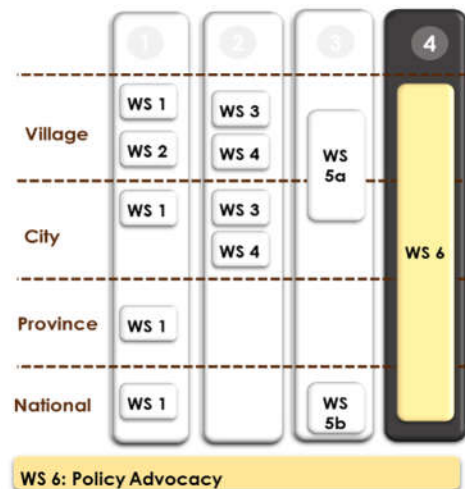 1 2 3 4
WS 1
WS 3
Village
WS 2
WS 4
WS
5a
WS 1
WS 3
City
WS 4
WS 6
Province
WS 1
National
WS 1
WS
5b
WS 6: Policy Advocacy